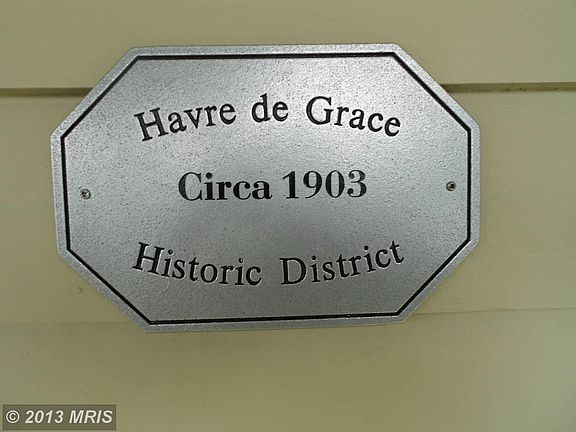 Havre de Grace
Circa 1903
Historic District
© 2013 MRIS